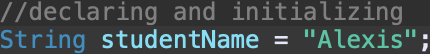 //declaring and initializing
String studentName = "Alexis";